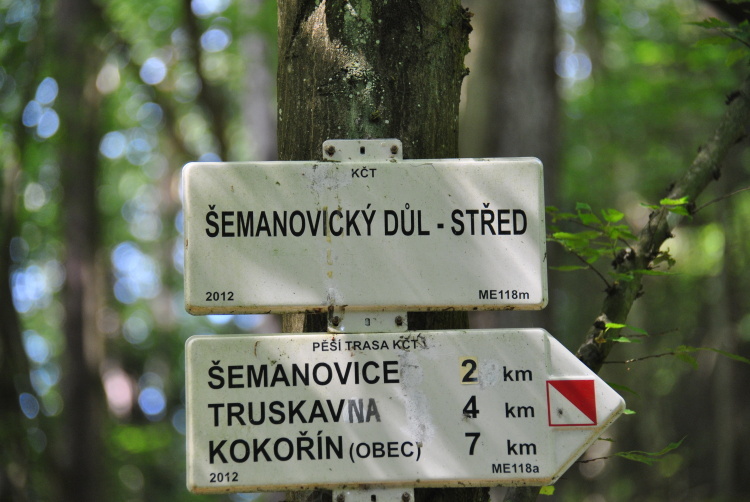 KČT
ŠEMANOVICKÝ DŮL - STŘED
2012 ME118m
PĚŠÍ TRASA KČT
ŠEMANOVICE 2 km
TRUSKAVNA 4 km
KOKOŘÍN (OBEC) 7 km
2012 ME118a